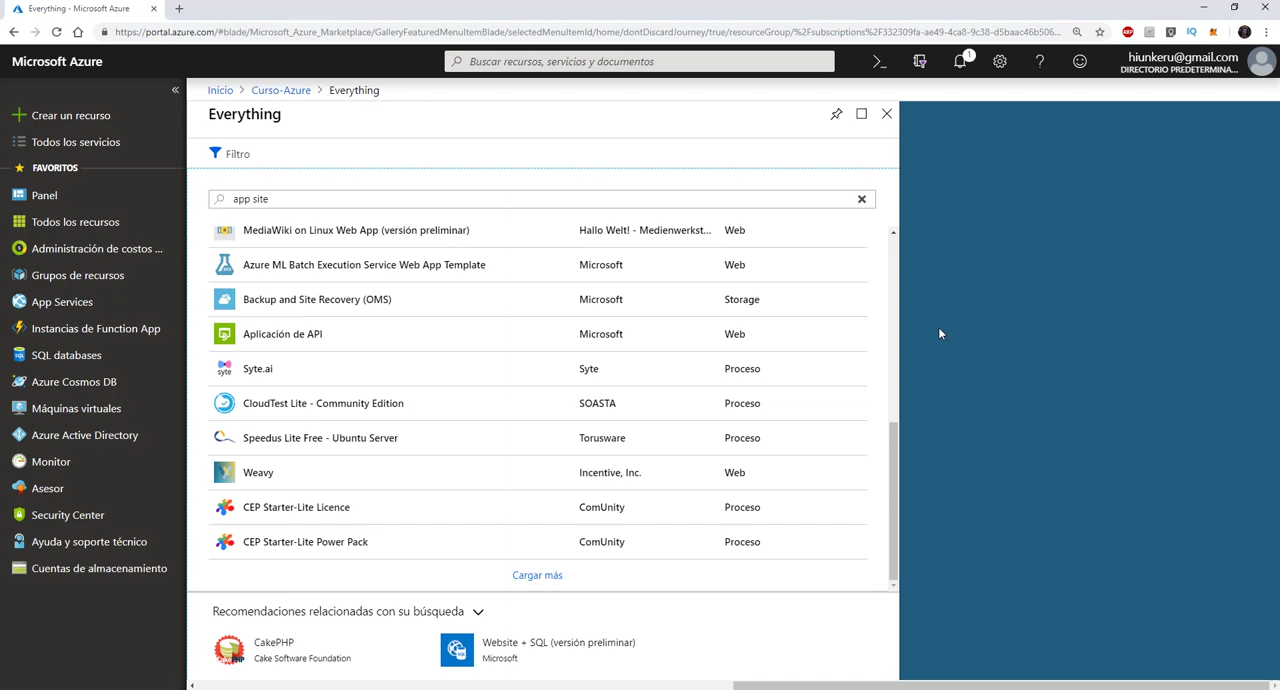 Everything - Microsoft Azure
https://portal.azure.com/#blade/Microsoft_Azure_Marketplace/GalleryFeaturedMenuItemBlade/selectedMenuItemId/home/dontDiscardJourney/true/resourceGroup/%2Fsubscriptions%2F332309fa-ae49-4ca8-9c38-d5baac46b506...
ABP
IQ
Microsoft Azure
Buscar recursos, servicios y documentos
1
hiunkeru@gmail.com
DIRECTORIO PREDETERMINA...
Inicio > Curso-Azure > Everything
Everything
Filtro
app site
Crear un recurso
Todos los servicios
FAVORITOS
Panel
Todos los recursos
Administración de costos ...
Grupos de recursos
App Services
Instancias de Function App
SQL databases
Azure Cosmos DB
Máquinas virtuales
Azure Active Directory
Monitor
Asesor
Security Center
Ayuda y soporte técnico
Cuentas de almacenamiento
MediaWiki on Linux Web App (versión preliminar) Hallo Welt! - Medienwerkst... Web
Azure ML Batch Execution Service Web App Template Microsoft Web
Backup and Site Recovery (OMS) Microsoft Storage
Aplicación de API Microsoft Web
syte Syte.ai Syte Proceso
CloudTest Lite - Community Edition SOASTA Proceso
Speedus Lite Free - Ubuntu Server Torusware Proceso
Weavy Incentive, Inc. Web
CEP Starter-Lite Licence ComUnity Proceso
CEP Starter-Lite Power Pack ComUnity Proceso
Cargar más
Recomendaciones relacionadas con su búsqueda
CakePHP
Cake Software Foundation
Website + SQL (versión preliminar)
Microsoft